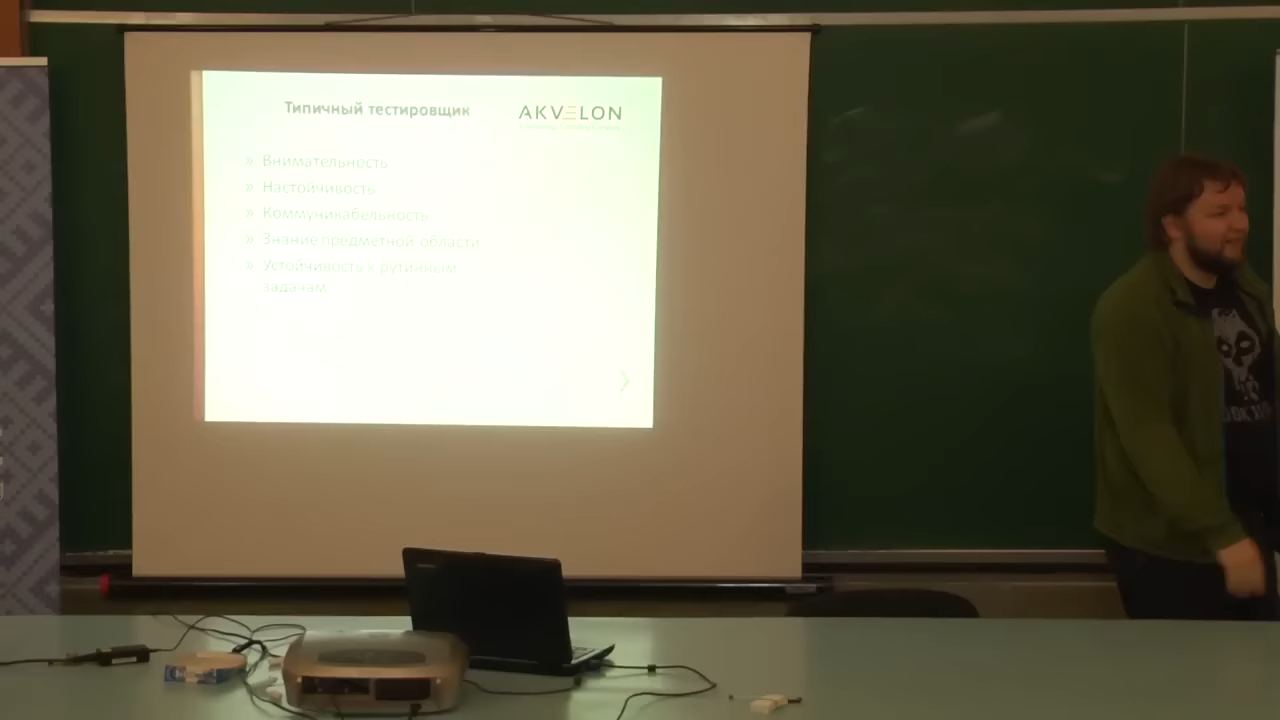 Типичный тестировщик
AKVELON
» Внимательность
» Настойчивость
» Коммуникабельность
» Знание предметной области
» Устойчивость к рутинным
задачам